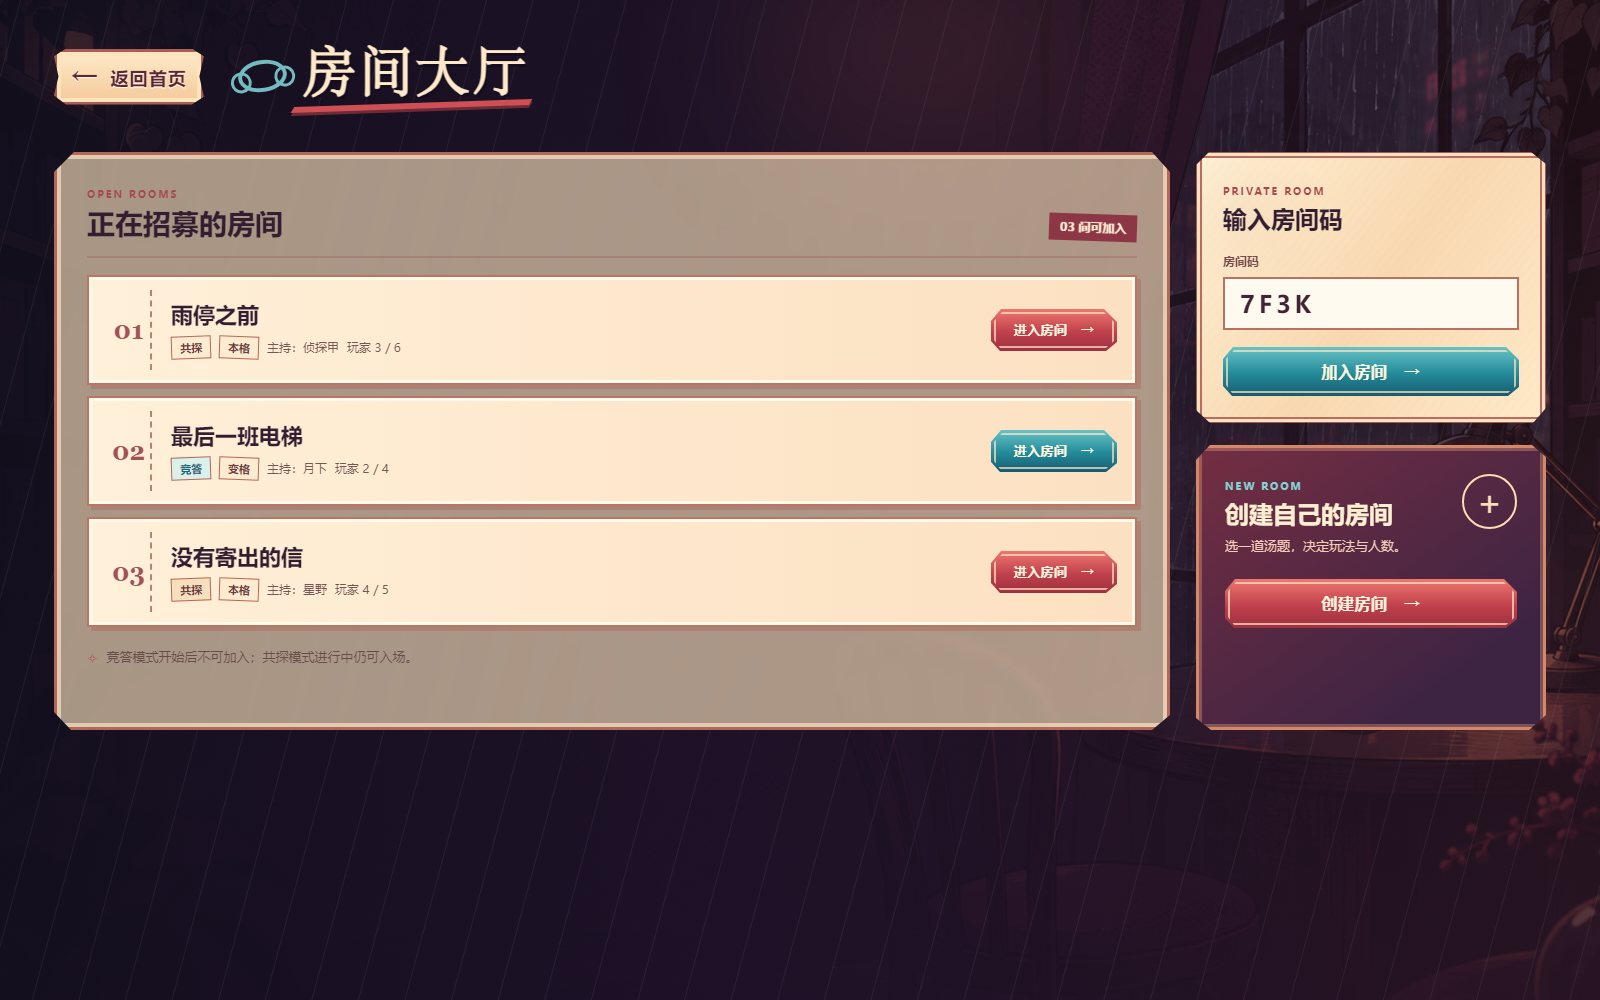 ← 返回首页
房间大厅
OPEN ROOMS
正在招募的房间
03 间可加入
01
雨停之前
共探 本格 主持：侦探甲 玩家 3 / 6
进入房间 →
02
最后一班电梯
竞答 变格 主持：月下 玩家 2 / 4
进入房间 →
03
没有寄出的信
共探 本格 主持：星野 玩家 4 / 5
进入房间 →
✧ 竞答模式开始后不可加入；共探模式进行中仍可入场。
PRIVATE ROOM
输入房间码
房间码
7F3K
加入房间 →
NEW ROOM
创建自己的房间
+
选一道汤题，决定玩法与人数。
创建房间 →